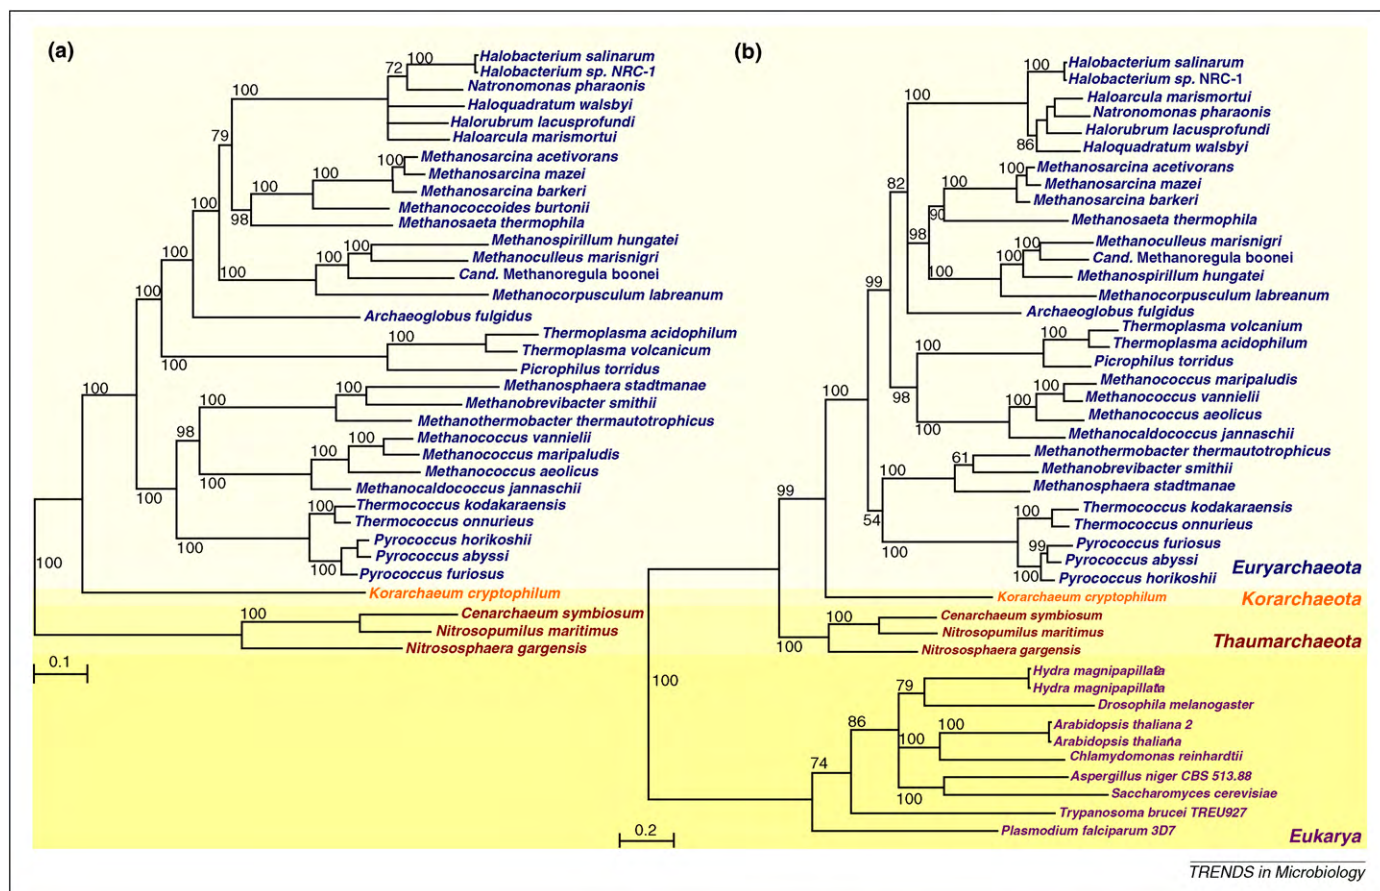 (a)
100
Halobacterium salinarum
72
Halobacterium sp. NRC-1
Natronomonas pharaonis
100
Haloquadratum walsbyi
Halorubrum lacusprofundi
79
Haloarcula marismortui
100
Methanosarcina acetivorans
100
Methanosarcina mazei
100
Methanosarcina barkeri
100
Methanococcoides burtonii
98
Methanosaeta thermophila
100
Methanospirillum hungatei
100
Methanoculleus marisnigri
100
100
Cand. Methanoregula boonei
100
Methanocorpusculum labreanum
100
Archaeoglobus fulgidus
100
Thermoplasma acidophilum
100
Thermoplasma volcanicum
Picrophilus torridus
100
100
Methanosphaera stadtmanae
100
Methanobrevibacter smithii
Methanothermobacter thermautotrophicus
98
100
Methanococcus vannielii
100
Methanococcus maripaludis
100
Methanococcus aeolicus
100
Methanocaldococcus jannaschii
100
Thermococcus kodakaraensis
Thermococcus onnurieus
100
Pyrococcus horikoshii
Pyrococcus abyssi
100
Pyrococcus furiosus
100
Korarchaeum cryptophilum
100
Cenarchaeum symbiosum
Nitrosopumilus maritimus
Nitrososphaera gargensis
0.1
(b)
100
Halobacterium salinarum
Halobacterium sp. NRC-1
100
Haloarcula marismortui
Natronomonas pharaonis
Halorubrum lacusprofundi
86
Haloquadratum walsbyi
100
Methanosarcina acetivorans
82
100
Methanosarcina mazei
Methanosarcina barkeri
90
Methanosaeta thermophila
98
100
Methanoculleus marisnigri
100
Cand. Methanoregula boonei
100
Methanospirillum hungatei
Methanocorpusculum labreanum
99
Archaeoglobus fulgidus
100
Thermoplasma volcanium
100
Thermoplasma acidophilum
Picrophilus torridus
98
100
Methanococcus maripaludis
100
Methanococcus vannielii
100
Methanococcus aeolicus
100
Methanocaldococcus jannaschii
61
Methanothermobacter thermautotrophicus
100
Methanobrevibacter smithii
Methanosphaera stadtmanae
99
54
100
Thermococcus kodakaraensis
Thermococcus onnurieus
100
99
Pyrococcus furiosus
Pyrococcus abyssi
100
Pyrococcus horikoshii
Euryarchaeota
Korarchaeum cryptophilum
Korarchaeota
100
Cenarchaeum symbiosum
Nitrosopumilus maritimus
100
Nitrososphaera gargensis
Thaumarchaeota
100
Hydra magnipapillata
79
Hydra magnipapillata
Drosophila melanogaster
86
100
Arabidopsis thaliana 2
100
Arabidopsis thaliana
Chlamydomonas reinhardtii
74
Aspergillus niger CBS 513.88
100
Saccharomyces cerevisiae
Trypanosoma brucei TREU927
Plasmodium falciparum 3D7
Eukarya
0.2
TRENDS in Microbiology